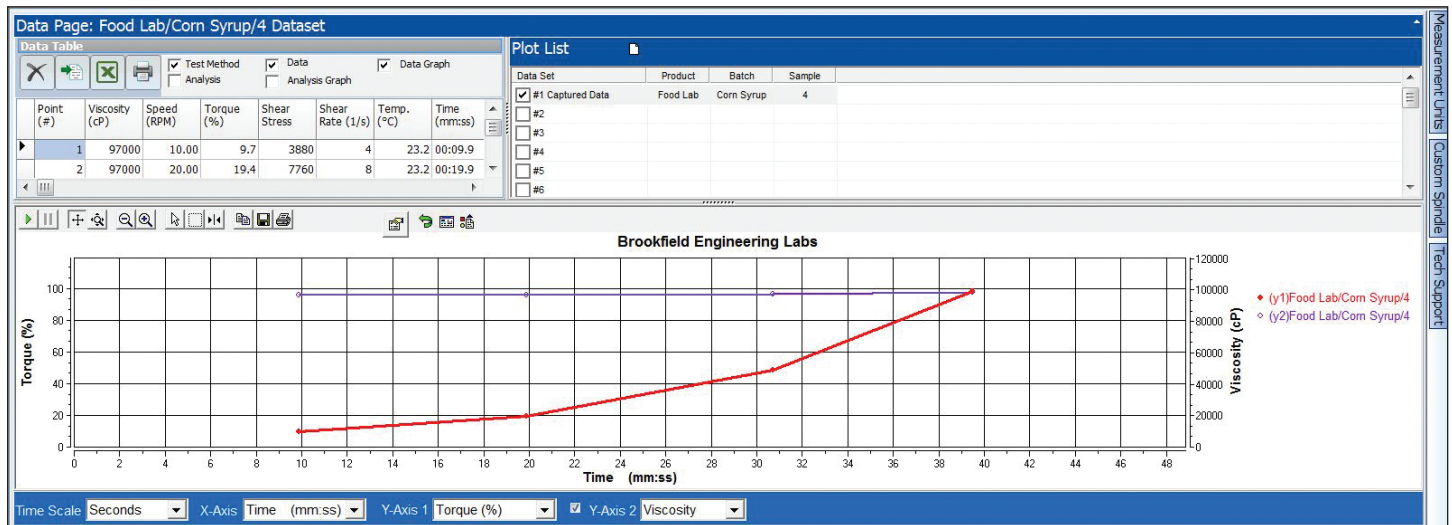 Data Page: Food Lab/Corn Syrup/4 Dataset
Data Table
Test Method Data Data Graph
Analysis Analysis Graph
Point (#) Viscosity (cP) Speed (RPM) Torque (%) Shear Stress Shear Rate (1/s) Temp. (°C) Time (mm:ss)
1 97000 10.00 9.7 3880 4 23.2 00:09.9
2 97000 20.00 19.4 7760 8 23.2 00:19.9
Plot List
Data Set Product Batch Sample
#1 Captured Data Food Lab Corn Syrup 4
#2
#3
#4
#5
#6
Measurement Units
Custom Spindle
Tech Support
Brookfield Engineering Labs
Torque (%)
100
80
60
40
20
0
120000
100000
80000
60000
40000
20000
0
Viscosity (cP)
(y1)Food Lab/Corn Syrup/4
(y2)Food Lab/Corn Syrup/4
0 2 4 6 8 10 12 14 16 18 20 22 24 26 28 30 32 34 36 38 40 42 44 46 48
Time (mm:ss)
Time Scale Seconds X-Axis Time (mm:ss) Y-Axis 1 Torque (%) Y-Axis 2 Viscosity